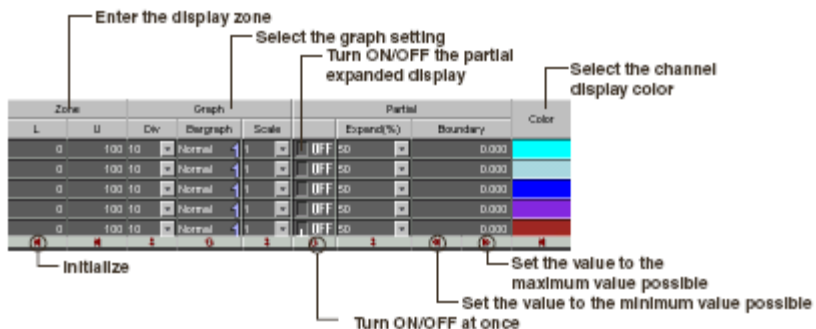 Enter the display zone
Select the graph setting
Turn ON/OFF the partial
expanded display
Select the channel
display color
Zone Graph Partial Color
L U Div Bargraph Scale Expand(%) Boundary
0 100 10 Normal 1 OFF 50 0.000
0 100 10 Normal 1 OFF 50 0.000
0 100 10 Normal 1 OFF 50 0.000
0 100 10 Normal 1 OFF 50 0.000
0 100 10 Normal 1 OFF 50 0.000
Initialize
Set the value to the
maximum value possible
Set the value to the minimum value possible
Turn ON/OFF at once